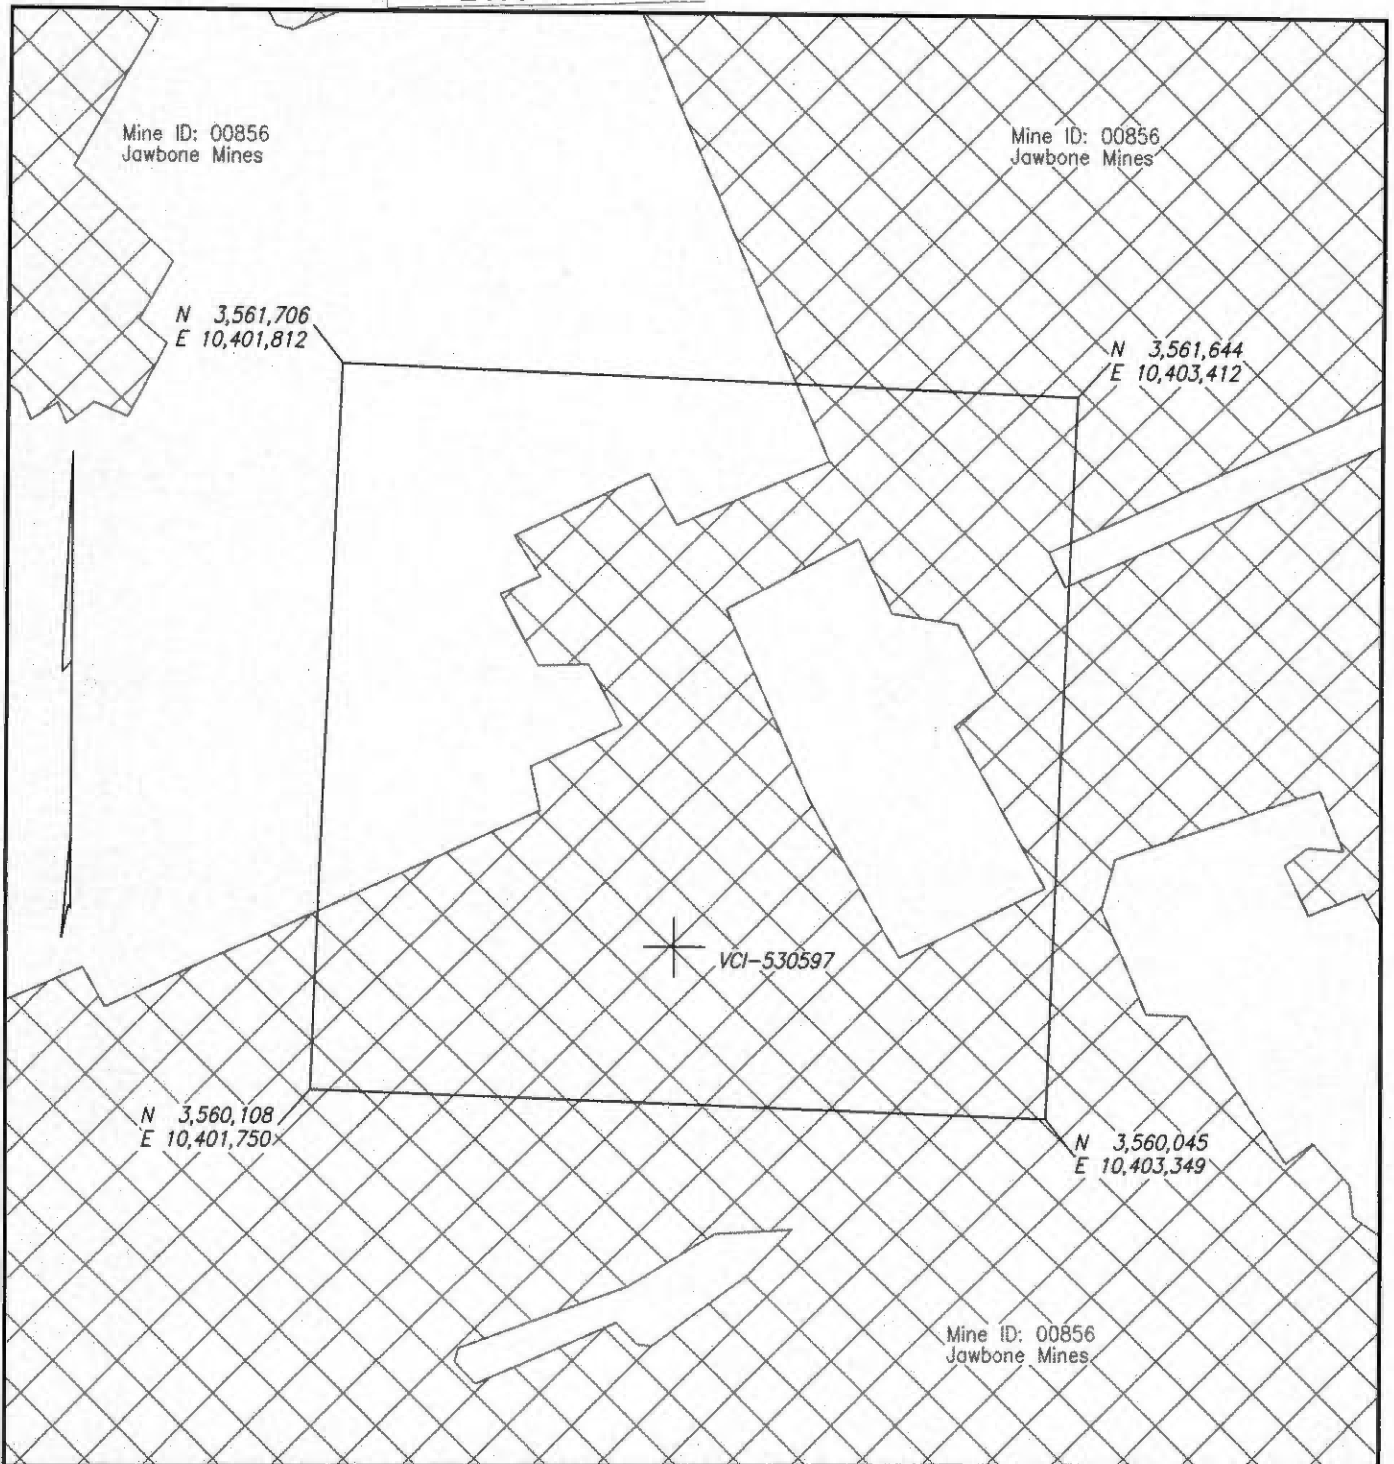 Mine ID: 00856
Jawbone Mines
Mine ID: 00856
Jawbone Mines
N 3,561,706
E 10,401,812
N 3,561,644
E 10,403,412
VCI-530597
N 3,560,108
E 10,401,750
N 3,560,045
E 10,403,349
Mine ID: 00856
Jawbone Mines